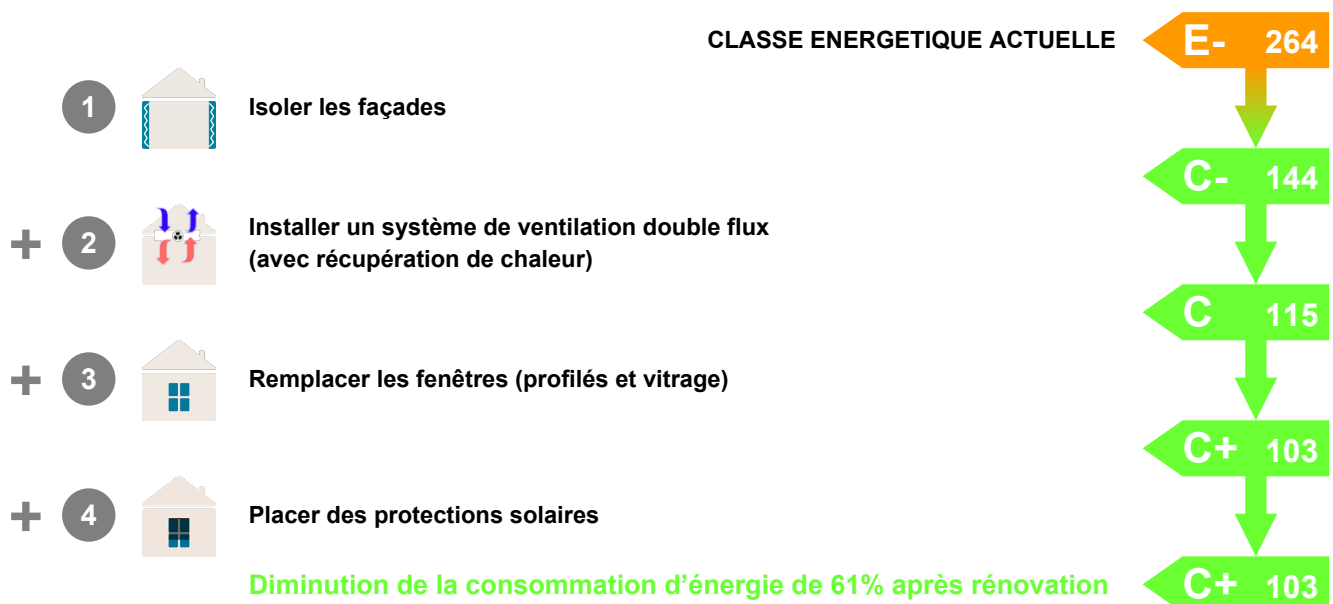 CLASSE ENERGETIQUE ACTUELLE E- 264
1 Isoler les façades
C- 144
+ 2 Installer un système de ventilation double flux
(avec récupération de chaleur)
C 115
+ 3 Remplacer les fenêtres (profilés et vitrage)
C+ 103
+ 4 Placer des protections solaires
Diminution de la consommation d’énergie de 61% après rénovation C+ 103